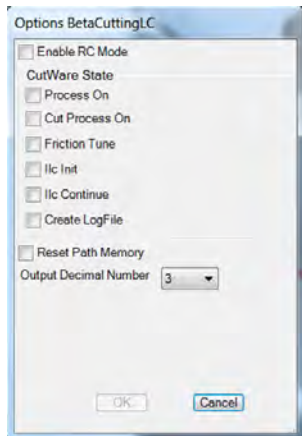 Options BetaCuttingLC
Enable RC Mode
CutWare State
Process On
Cut Process On
Friction Tune
Ilc Init
Ilc Continue
Create LogFile
Reset Path Memory
Output Decimal Number 3
OK Cancel